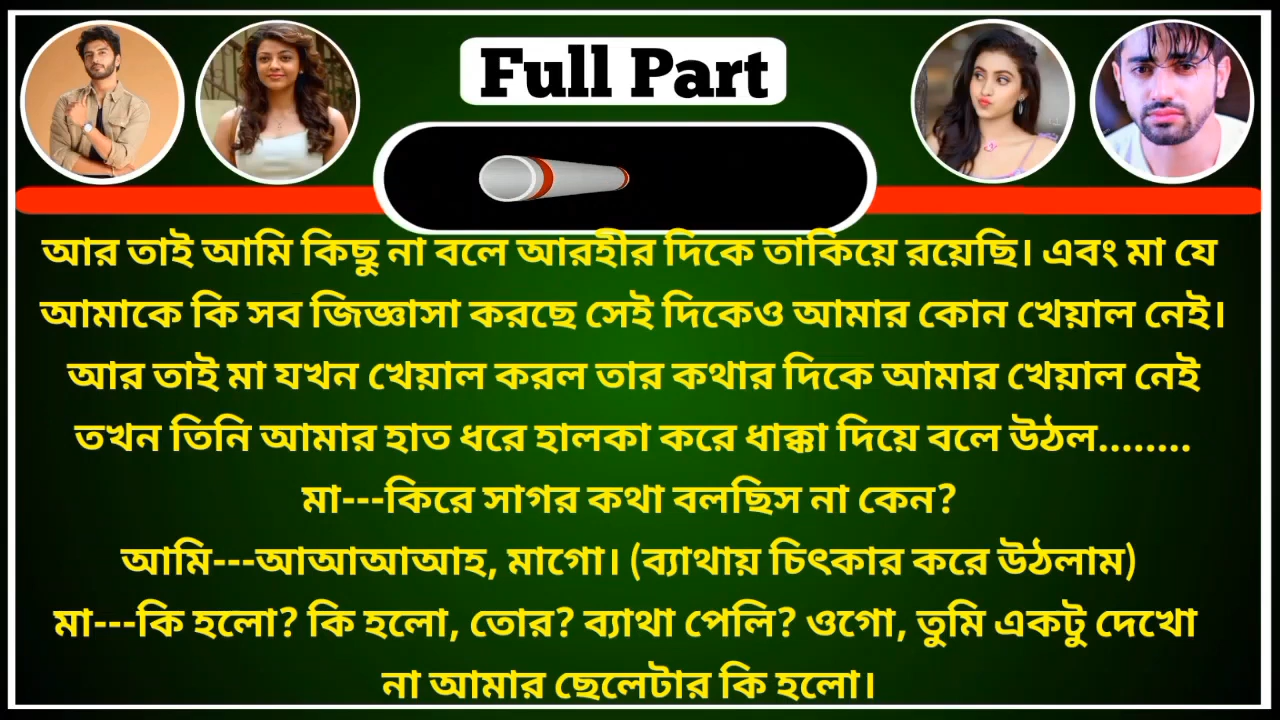 Full Part
আর তাই আমি কিছু না বলে আরহীর দিকে তাকিয়ে রয়েছি। এবং মা যে
আমাকে কি সব জিজ্ঞাসা করছে সেই দিকেও আমার কোন খেয়াল নেই।
আর তাই মা যখন খেয়াল করল তার কথার দিকে আমার খেয়াল নেই
তখন তিনি আমার হাত ধরে হালকা করে ধাক্কা দিয়ে বলে উঠল........
মা---কিরে সাগর কথা বলছিস না কেন?
আমি---আআআআআহ, মাগো। (ব্যাথায় চিৎকার করে উঠলাম)
মা---কি হলো? কি হলো, তোর? ব্যাথা পেলি? ওগো, তুমি একটু দেখো
না আমার ছেলেটার কি হলো।